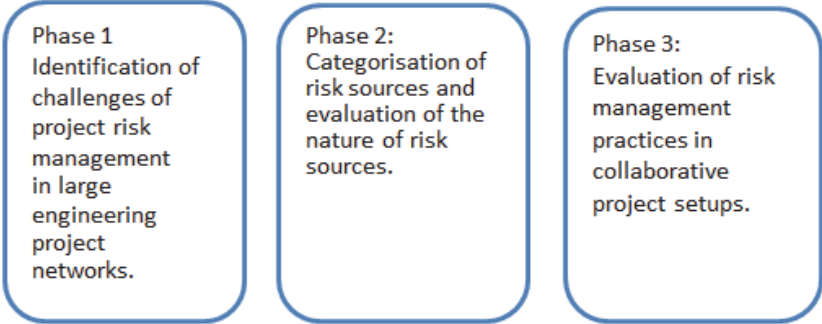 Phase 1
Identification of
challenges of
project risk
management
in large
engineering
project
networks.
Phase 2:
Categorisation of
risk sources and
evaluation of the
nature of risk
sources.
Phase 3:
Evaluation of risk
management
practices in
collaborative
project setups.